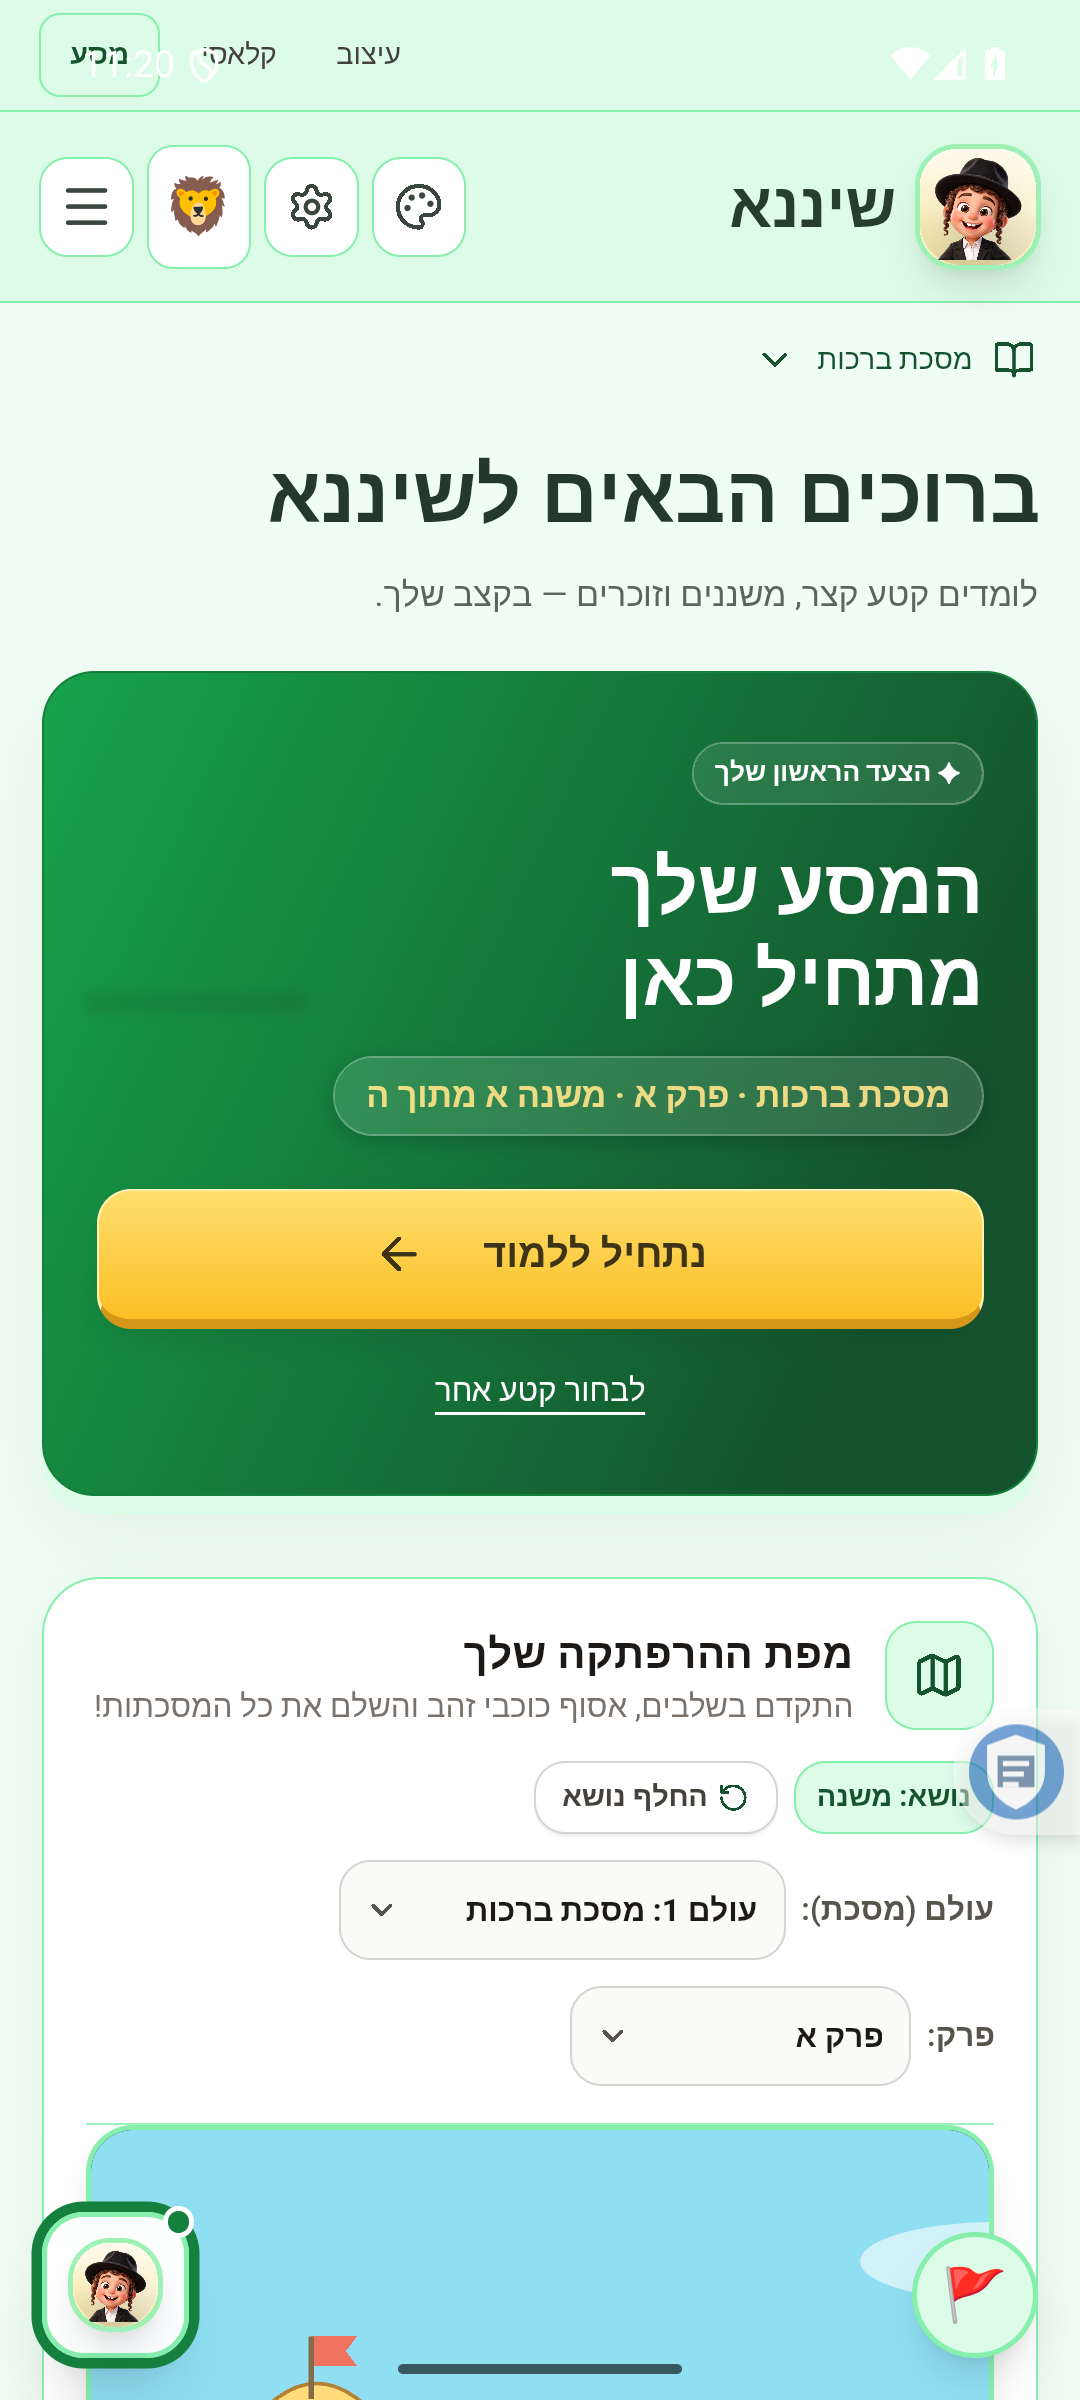 עיצוב
קלאסי
מסע
11:20
שיננא
מסכת ברכות
ברוכים הבאים לשיננא
לומדים קטע קצר, משננים וזוכרים — בקצב שלך.
✦ הצעד הראשון שלך
המסע שלך
מתחיל כאן
מסכת ברכות · פרק א · משנה א מתוך ה
נתחיל ללמוד
לבחור קטע אחר
מפת ההרפתקה שלך
התקדם בשלבים, אסוף כוכבי זהב והשלם את כל המסכתות!
נושא: משנה
החלף נושא
עולם (מסכת):
עולם 1: מסכת ברכות
פרק:
פרק א